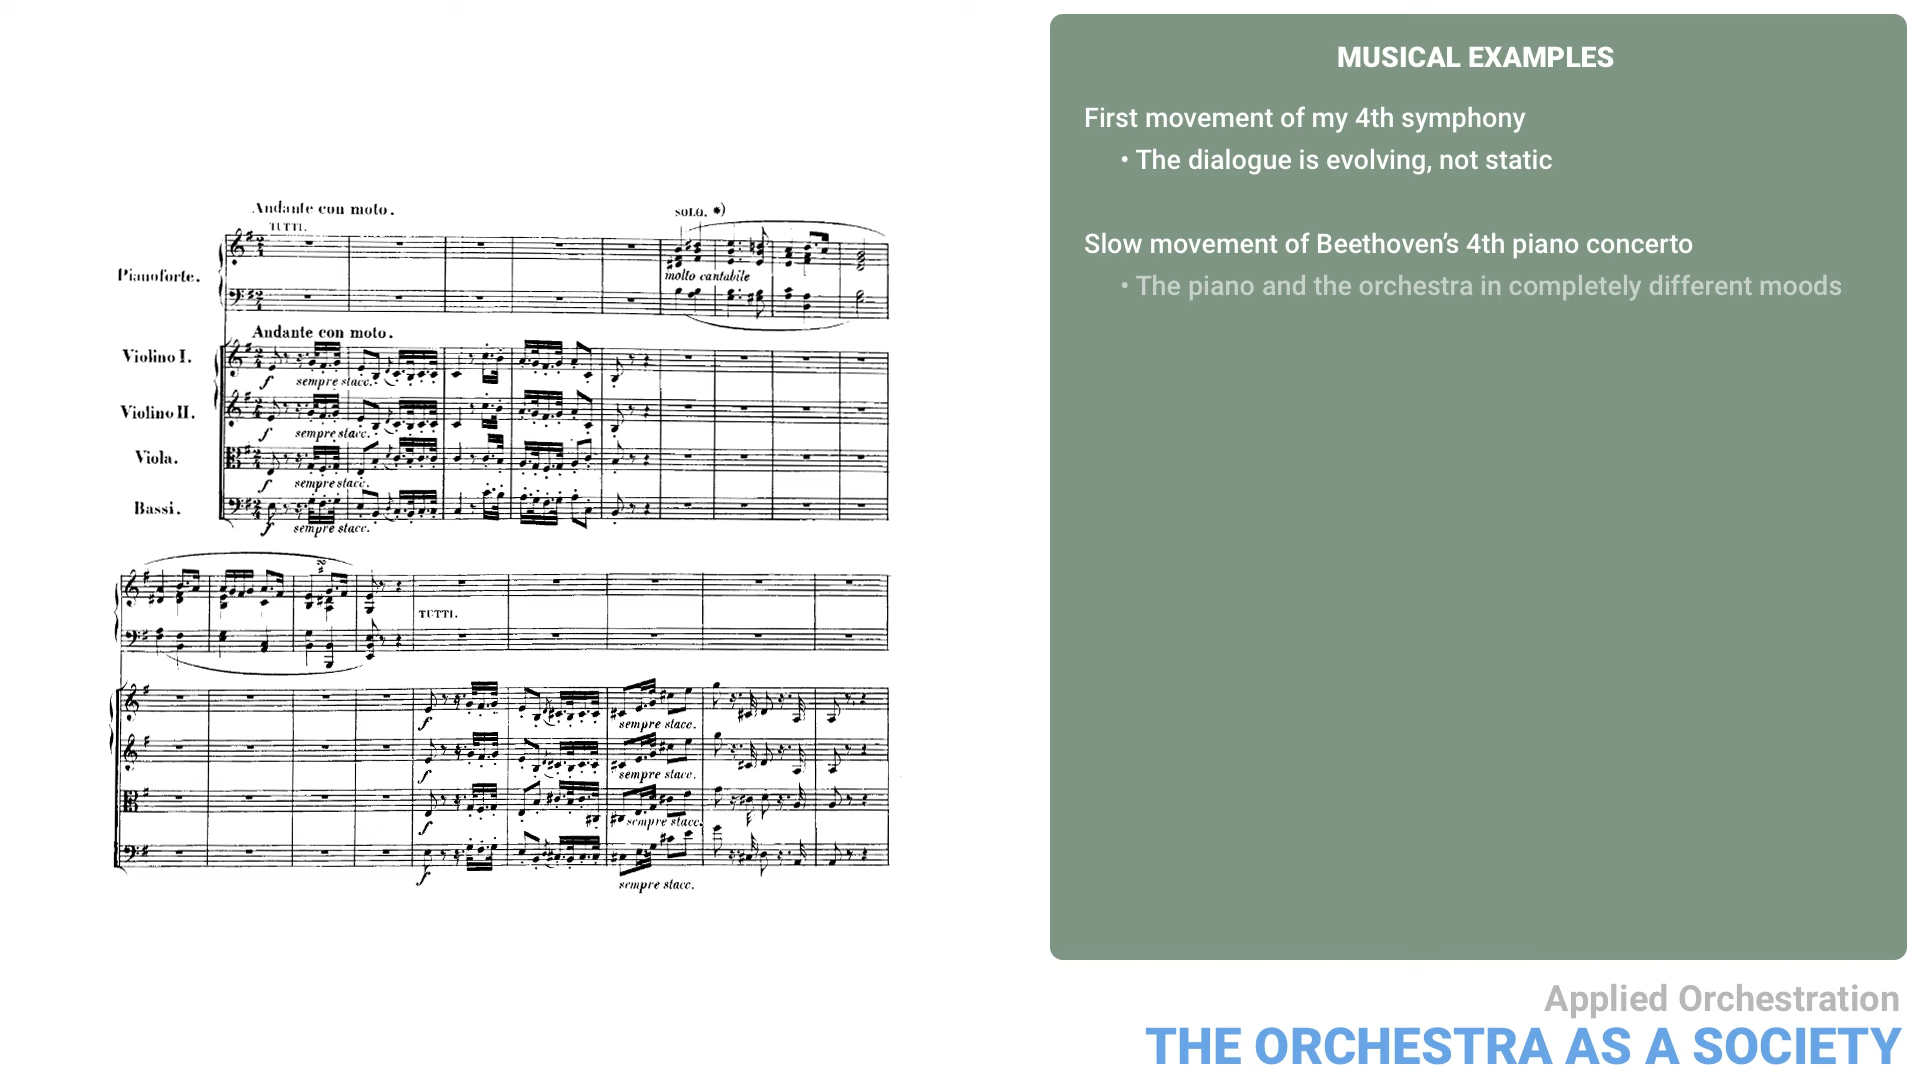 Andante con moto.
TUTTI.
SOLO. *)
Pianoforte.
molto cantabile
Andante con moto.
Violino I.
f sempre stacc.
Violino II.
f sempre stacc.
Viola.
f sempre stacc.
Bassi.
f sempre stacc.
TUTTI.
f sempre stacc.
f sempre stacc.
f sempre stacc.
f sempre stacc.
MUSICAL EXAMPLES
First movement of my 4th symphony
• The dialogue is evolving, not static
Slow movement of Beethoven’s 4th piano concerto
• The piano and the orchestra in completely different moods
Applied Orchestration
THE ORCHESTRA AS A SOCIETY